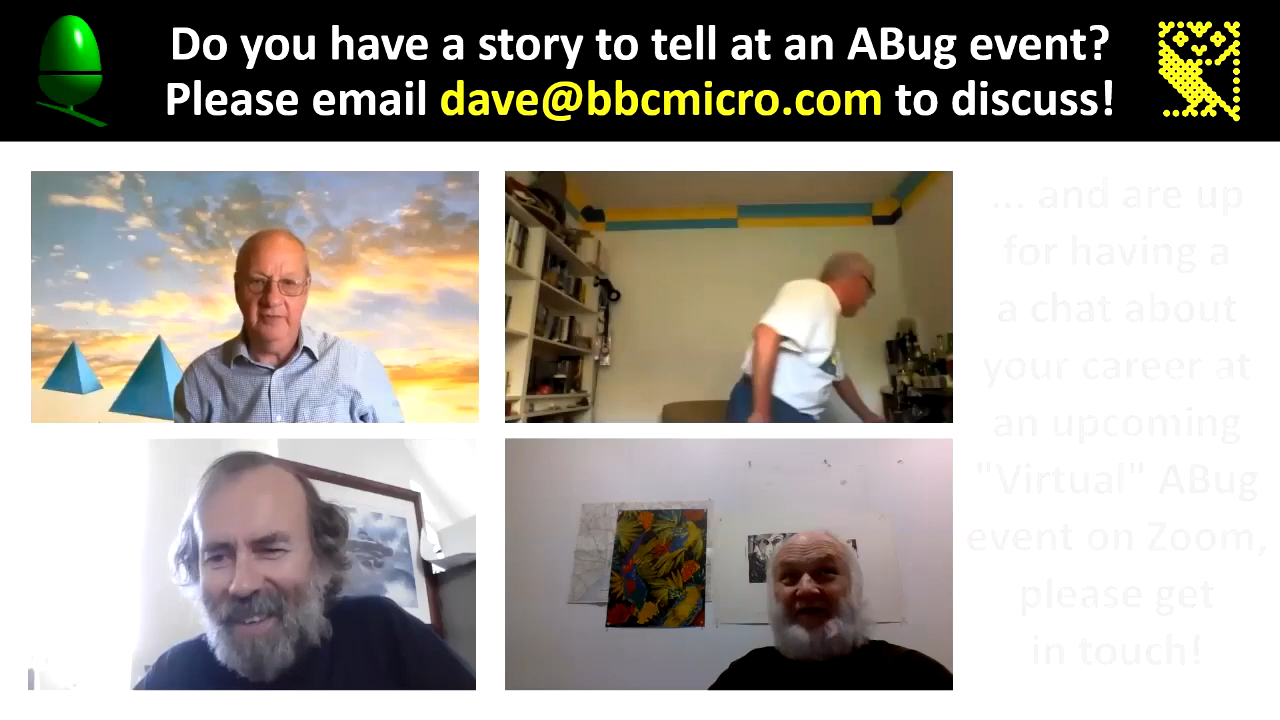 Do you have a story to tell at an ABug event?
Please email dave@bbcmicro.com to discuss!
... and are up
for having a
a chat about
your career at
an upcoming
"Virtual" ABug
event on Zoom,
please get
in touch!